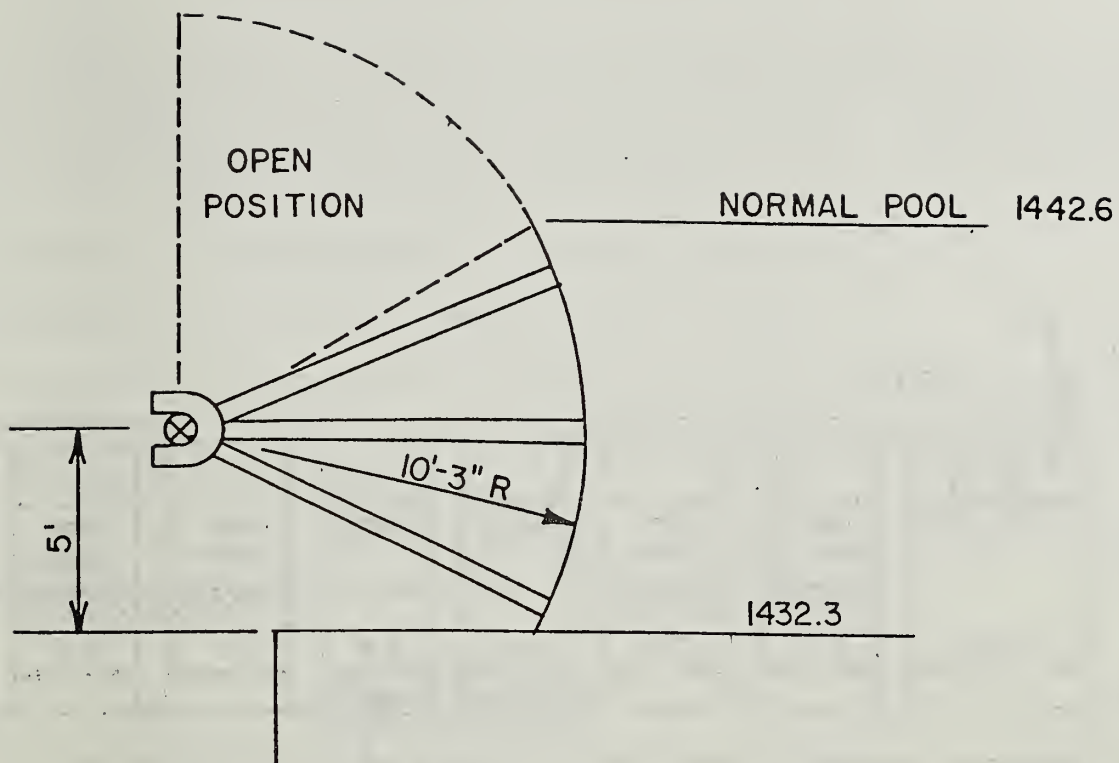 OPEN
POSITION
NORMAL POOL 1442.6
10'-3" R
5'
1432.3